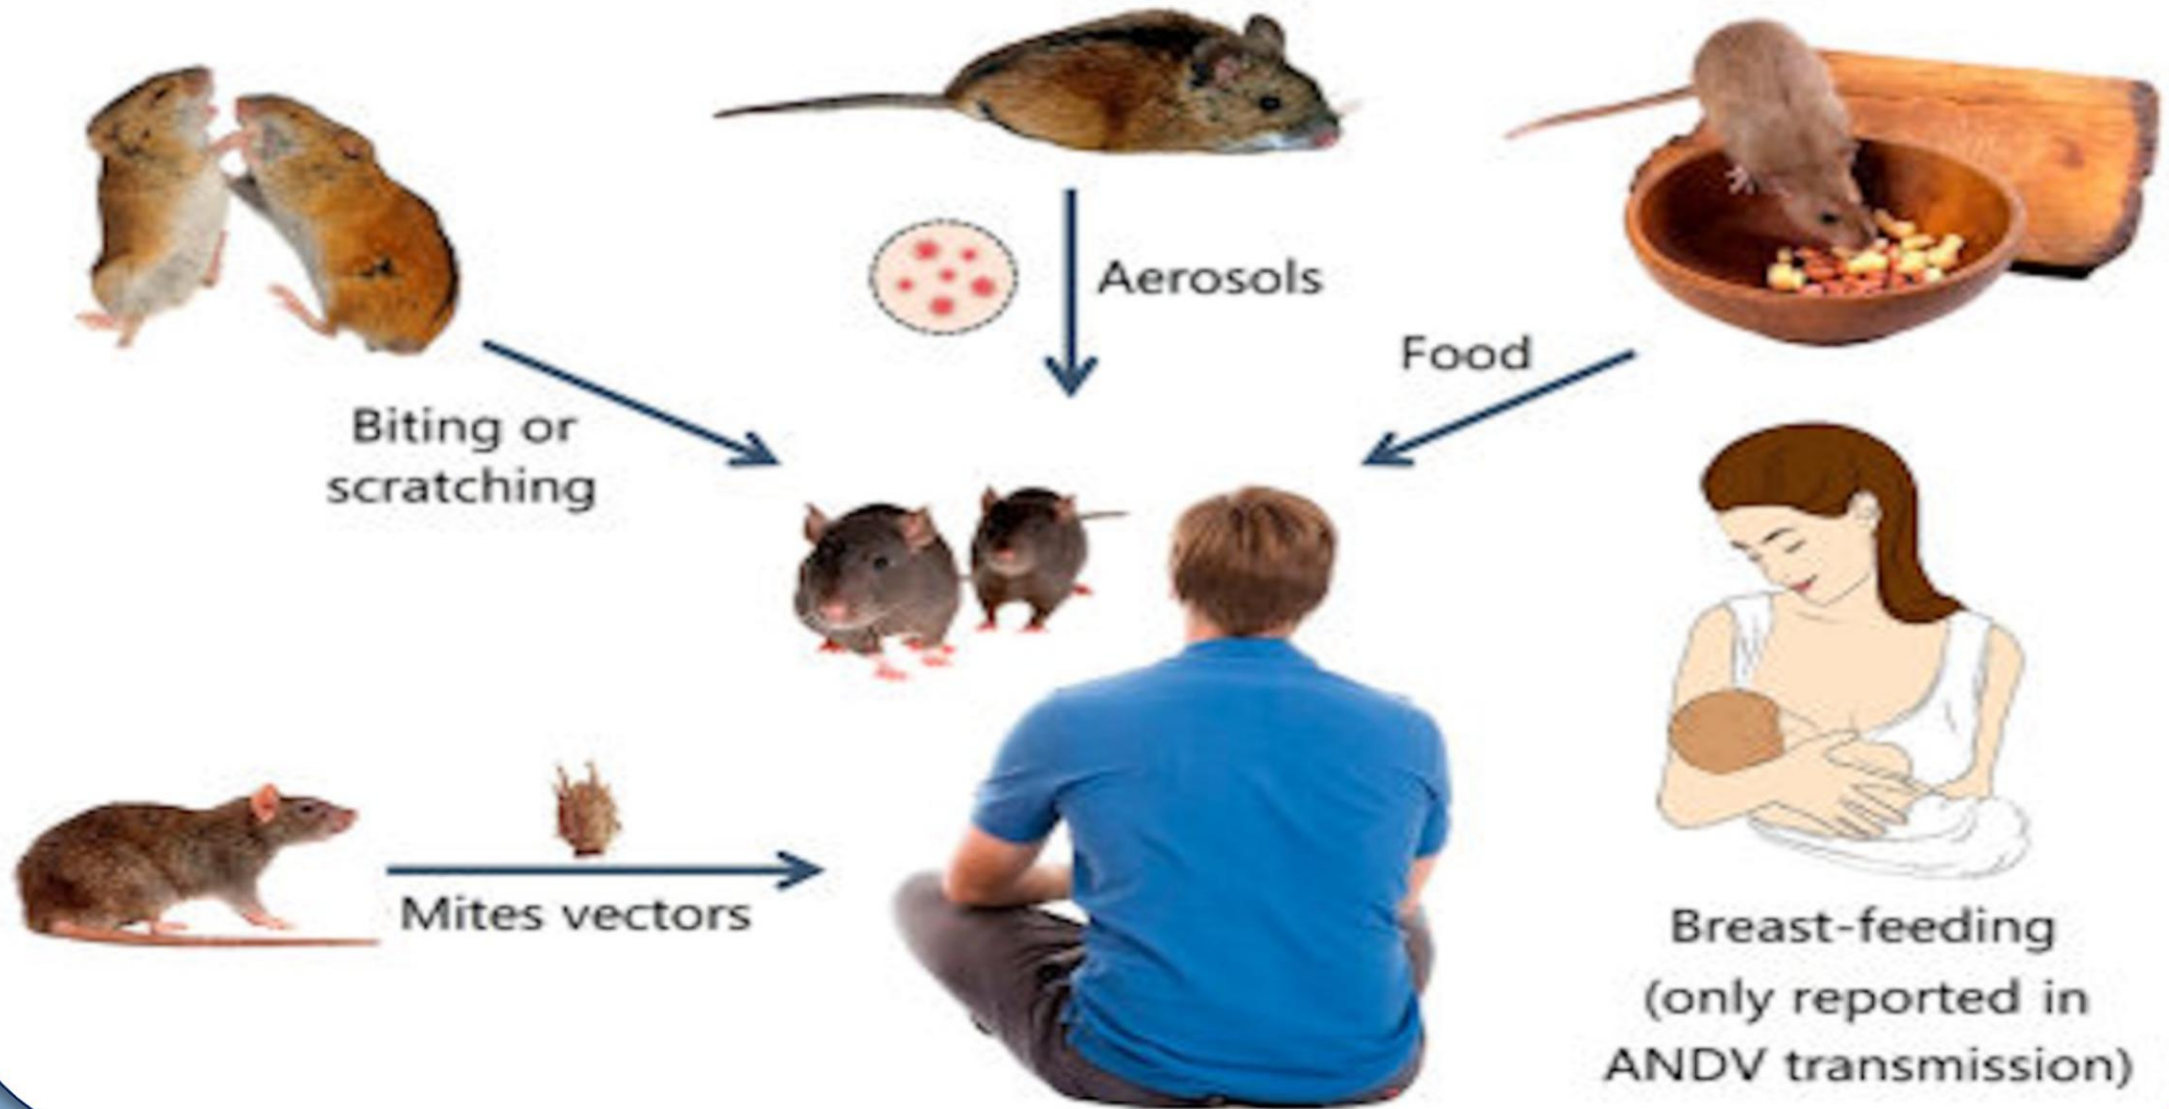 Aerosols
Food
Biting or
scratching
Mites vectors
Breast-feeding
(only reported in
ANDV transmission)